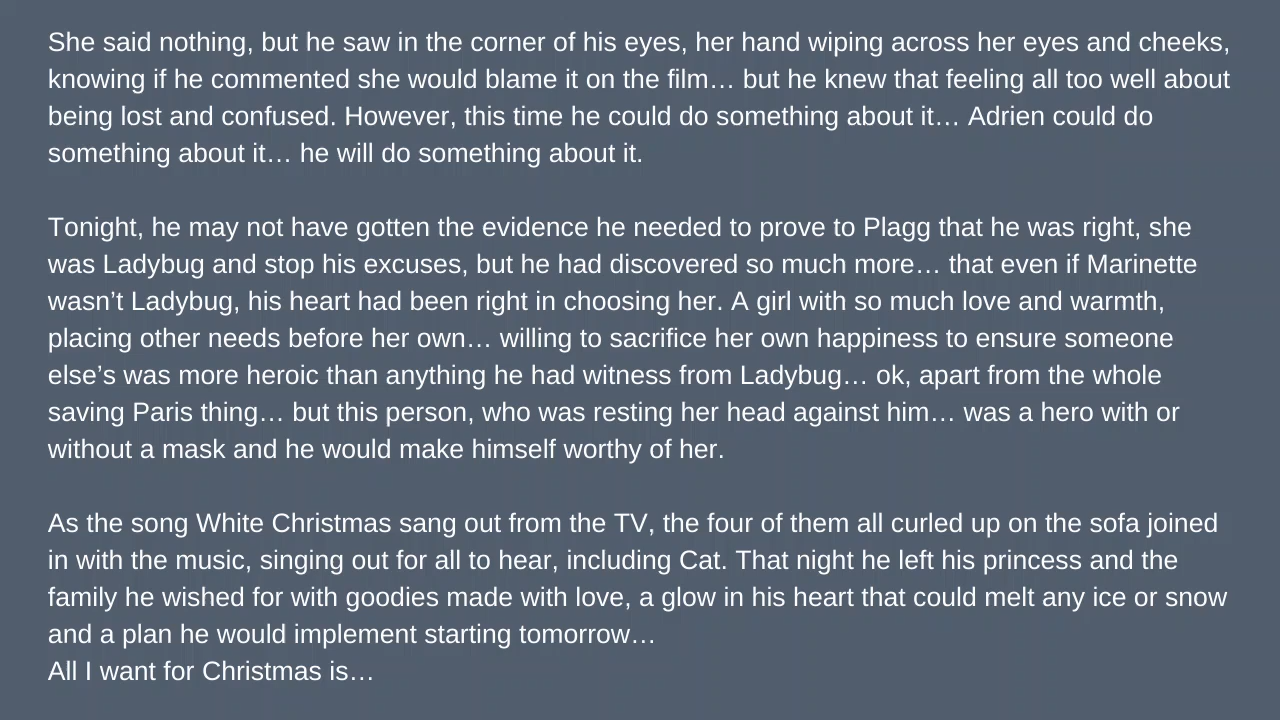 She said nothing, but he saw in the corner of his eyes, her hand wiping across her eyes and cheeks,
knowing if he commented she would blame it on the film… but he knew that feeling all too well about
being lost and confused. However, this time he could do something about it… Adrien could do
something about it… he will do something about it.
Tonight, he may not have gotten the evidence he needed to prove to Plagg that he was right, she
was Ladybug and stop his excuses, but he had discovered so much more… that even if Marinette
wasn’t Ladybug, his heart had been right in choosing her. A girl with so much love and warmth,
placing other needs before her own… willing to sacrifice her own happiness to ensure someone
else’s was more heroic than anything he had witness from Ladybug… ok, apart from the whole
saving Paris thing… but this person, who was resting her head against him… was a hero with or
without a mask and he would make himself worthy of her.
As the song White Christmas sang out from the TV, the four of them all curled up on the sofa joined
in with the music, singing out for all to hear, including Cat. That night he left his princess and the
family he wished for with goodies made with love, a glow in his heart that could melt any ice or snow
and a plan he would implement starting tomorrow…
All I want for Christmas is…